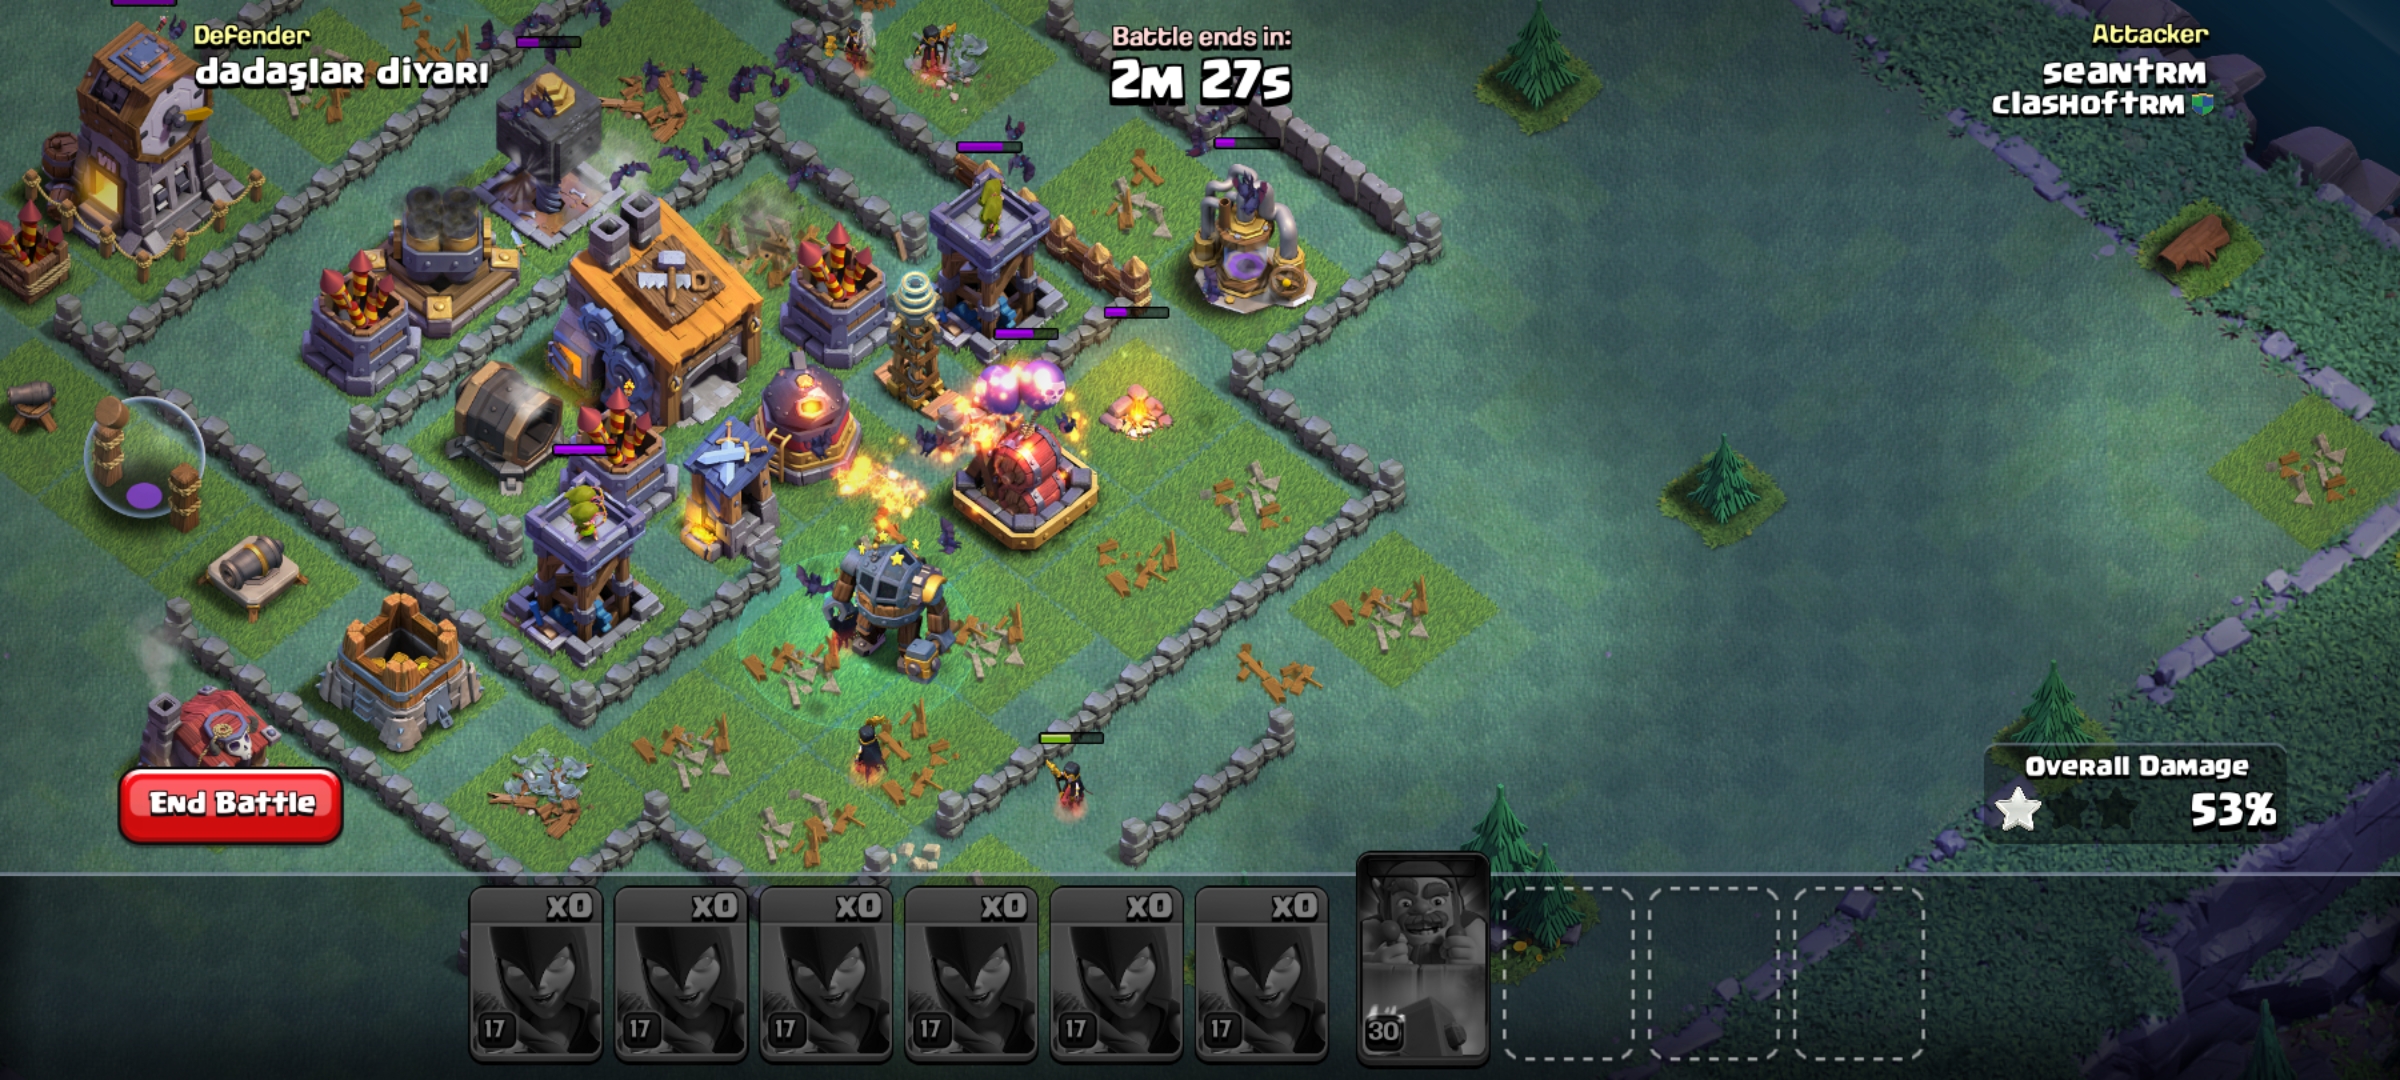 Defender
dadaşlar diyarı
Battle ends in:
2M 27s
Attacker
seantrm
clashoftrm
End Battle
Overall Damage
53%
x0
x0
x0
x0
x0
x0
17
17
17
17
17
17
30